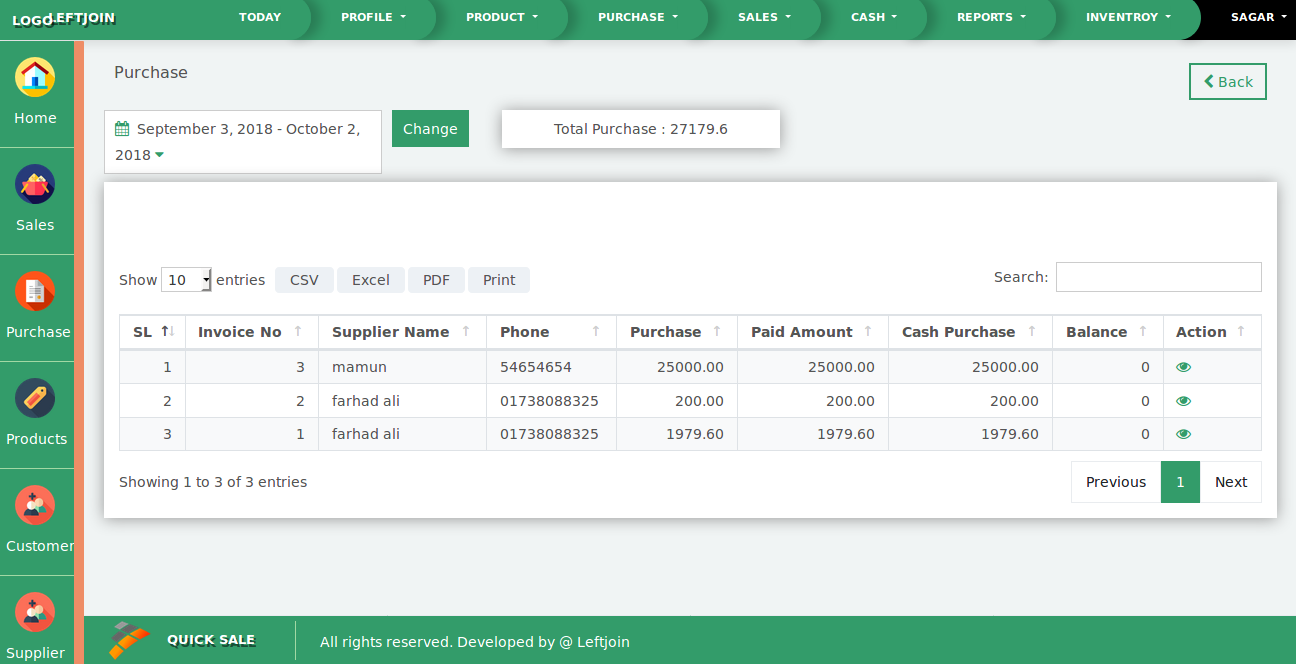 LOGO LEFTJOIN TODAY PROFILE PRODUCT PURCHASE SALES CASH REPORTS INVENTROY SAGAR
Home
Sales
Purchase
Products
Customer
Supplier
Purchase
Back
September 3, 2018 - October 2,
2018
Change
Total Purchase : 27179.6
Show 10 entries CSV Excel PDF Print Search:
SL Invoice No Supplier Name Phone Purchase Paid Amount Cash Purchase Balance Action
1 3 mamun 54654654 25000.00 25000.00 25000.00 0
2 2 farhad ali 01738088325 200.00 200.00 200.00 0
3 1 farhad ali 01738088325 1979.60 1979.60 1979.60 0
Showing 1 to 3 of 3 entries Previous 1 Next
QUICK SALE All rights reserved. Developed by @ Leftjoin